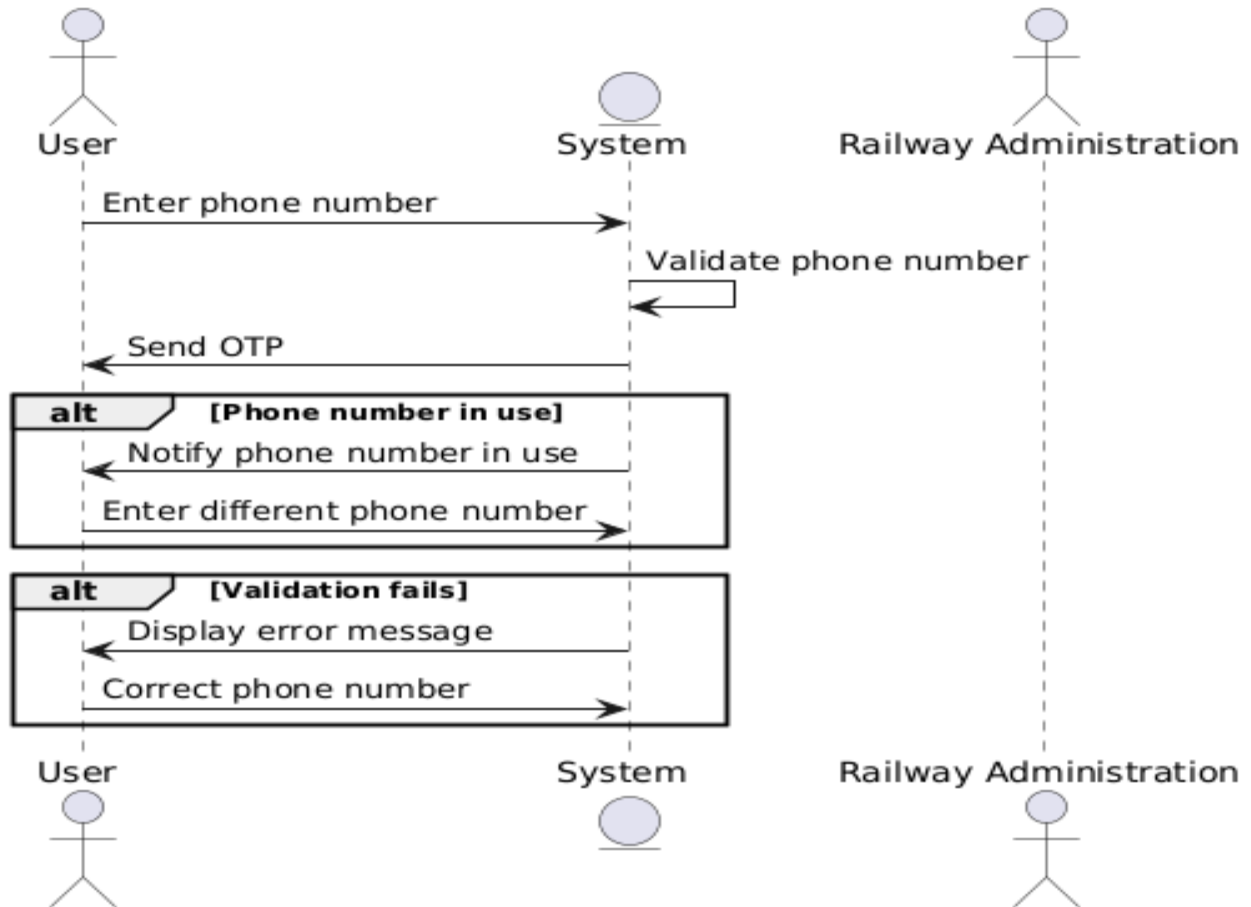 User
System
Railway Administration
Enter phone number
Validate phone number
Send OTP
alt [Phone number in use]
Notify phone number in use
Enter different phone number
alt [Validation fails]
Display error message
Correct phone number
User
System
Railway Administration